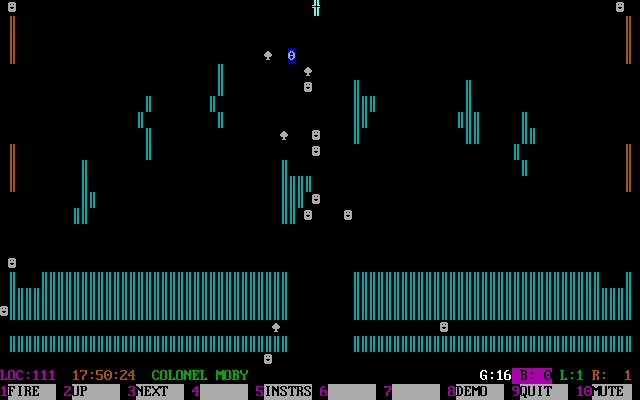 LOC:111 17:50:24 COLONEL MOBY G:16 B: 0 L:1 R: 1
1FIRE 2UP 3NEXT 4 5INSTRS 6 7 8DEMO 9QUIT 10MUTE